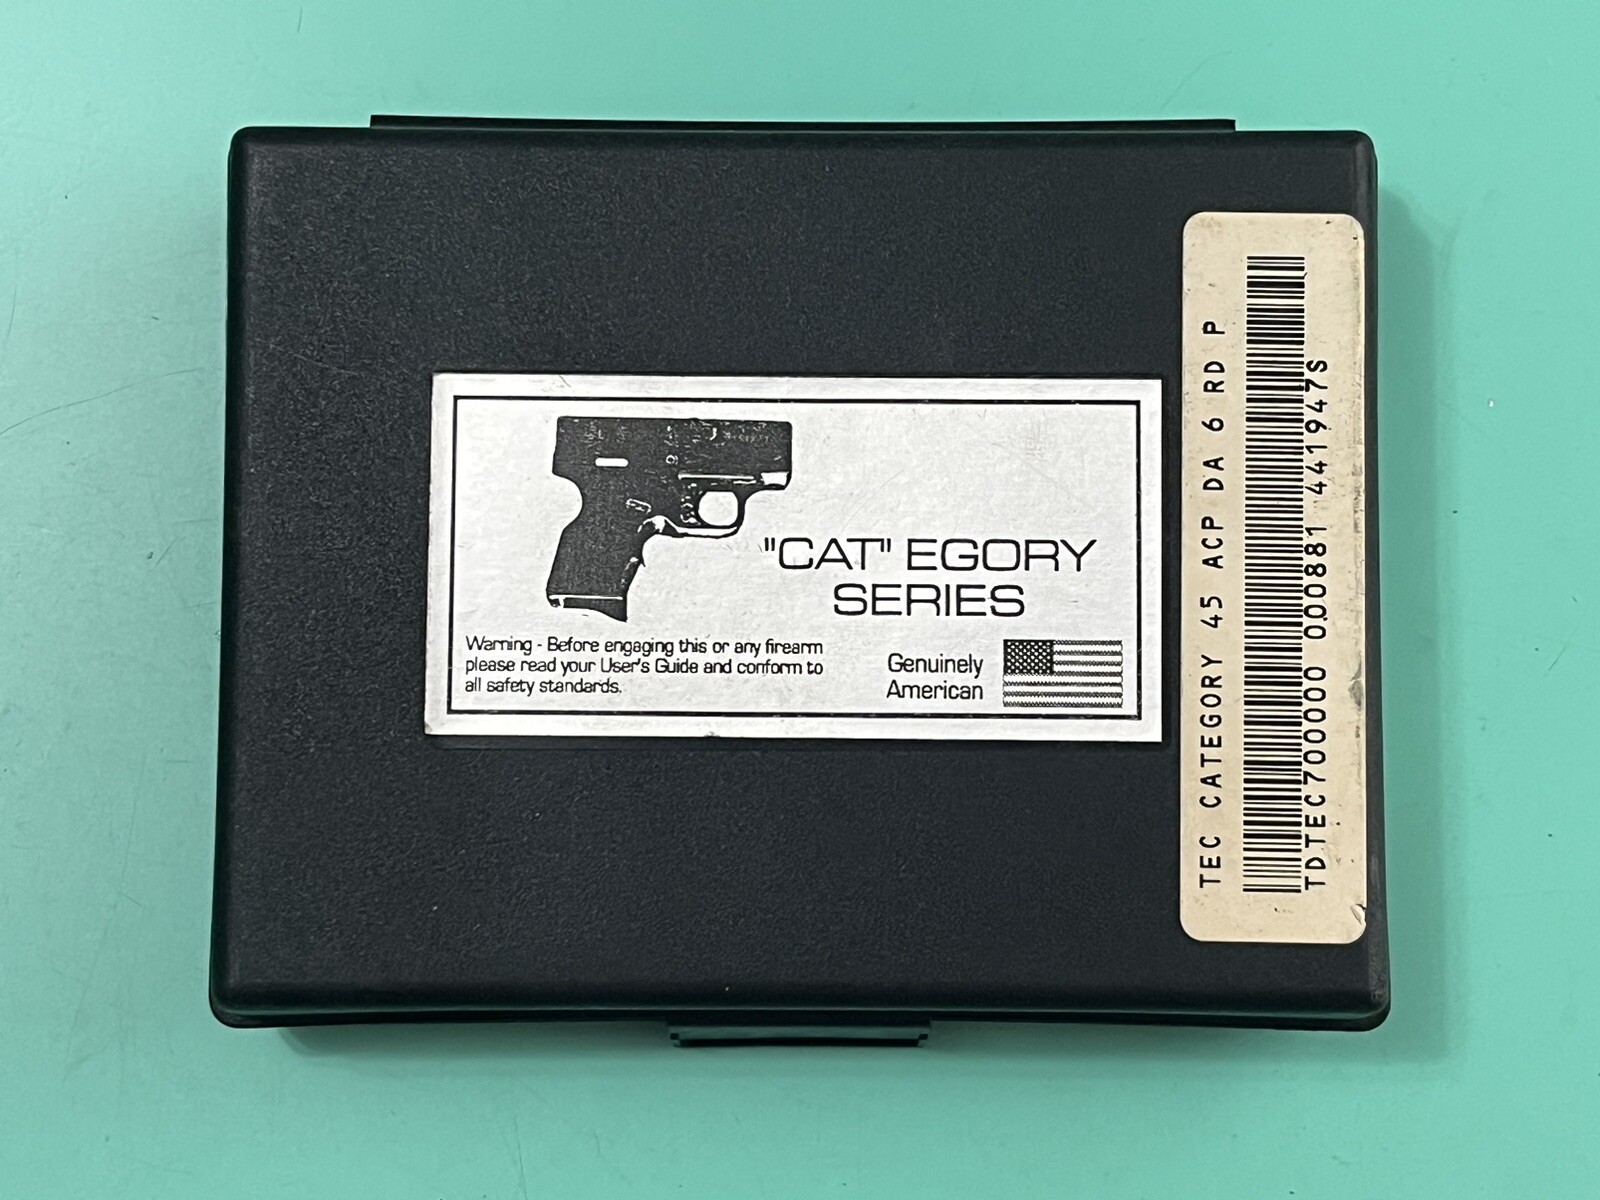 "CAT" EGORY
SERIES
Warning - Before engaging this or any firearm
please read your User's Guide and conform to
all safety standards.
Genuinely
American
TEC CATEGORY 45 ACP DA 6 RD P
TDTEC700000 000881 441947S